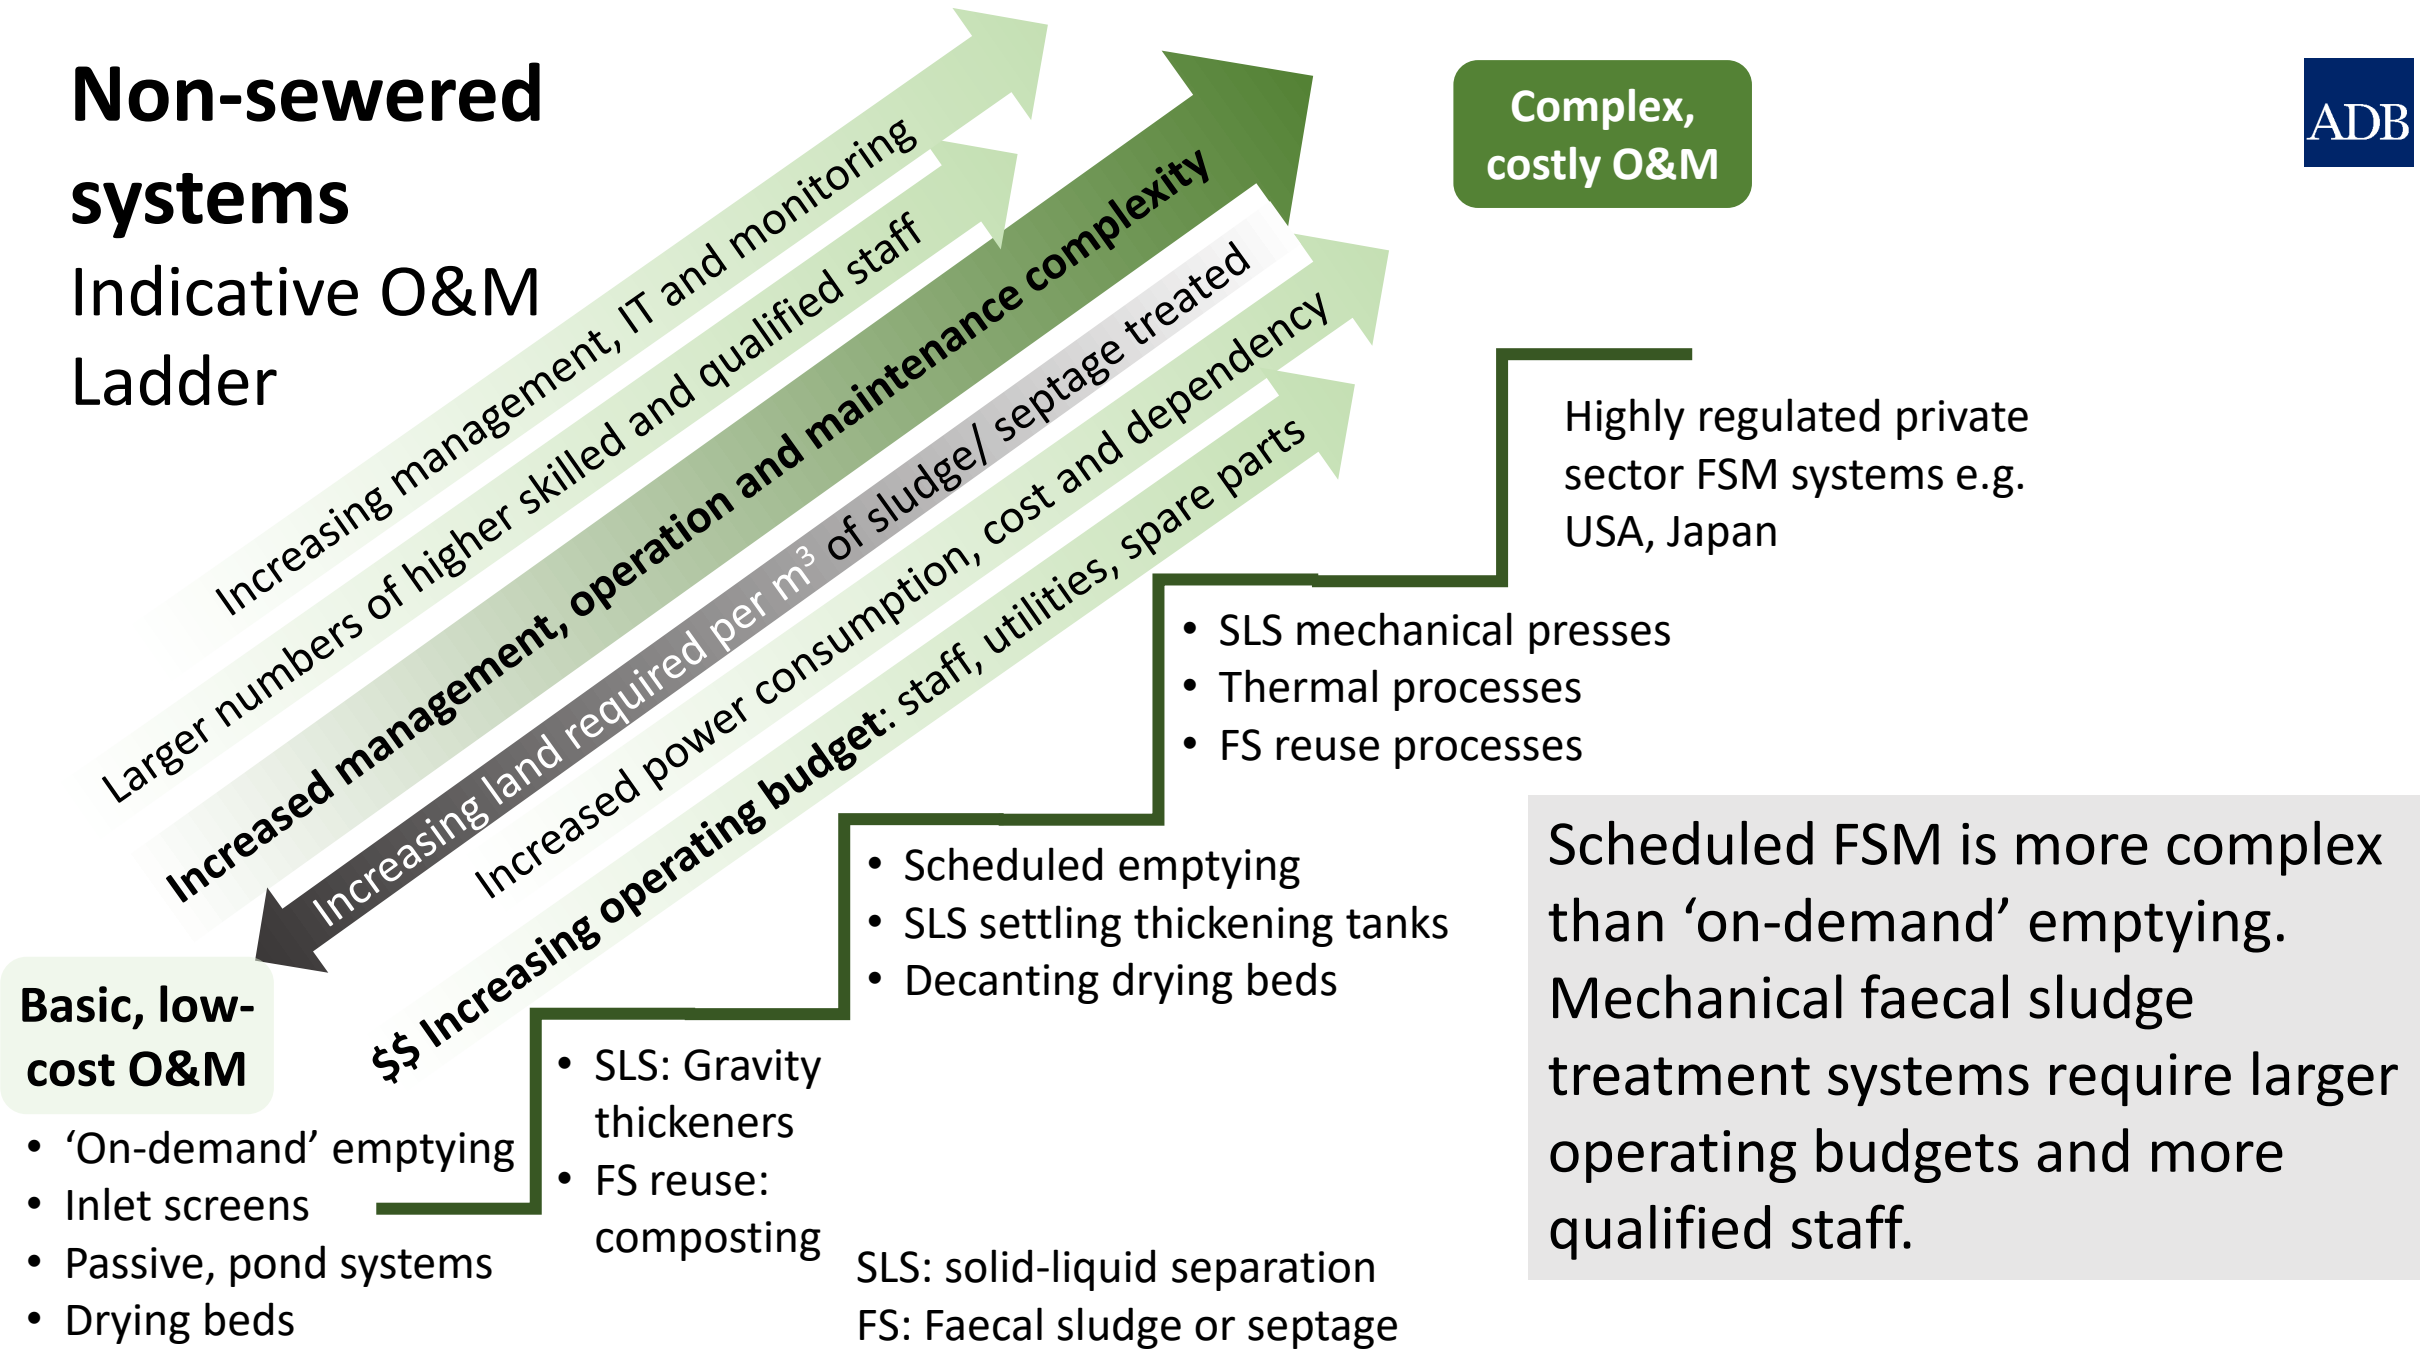 Non-sewered
systems
Indicative O&M
Ladder
Increasing management, IT and monitoring
Larger numbers of higher skilled and qualified staff
Increased management, operation and maintenance complexity
Increasing land required per m³ of sludge/ septage treated
Increased power consumption, cost and dependency
$$ Increasing operating budget: staff, utilities, spare parts
Complex,
costly O&M
ADB
Highly regulated private
sector FSM systems e.g.
USA, Japan
• SLS mechanical presses
• Thermal processes
• FS reuse processes
• Scheduled emptying
• SLS settling thickening tanks
• Decanting drying beds
• SLS: Gravity
thickeners
• FS reuse:
composting
Basic, low-
cost O&M
• ‘On-demand’ emptying
• Inlet screens
• Passive, pond systems
• Drying beds
SLS: solid-liquid separation
FS: Faecal sludge or septage
Scheduled FSM is more complex
than ‘on-demand’ emptying.
Mechanical faecal sludge
treatment systems require larger
operating budgets and more
qualified staff.